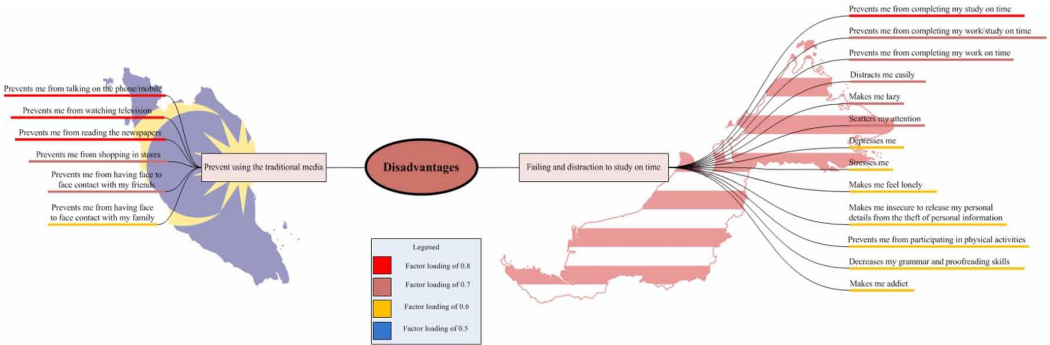 Prevents me from talking on the phone/mobile
Prevents me from watching television
Prevents me from reading the newspapers
Prevents me from shopping in stores
Prevents me from having face to
face contact with my friends
Prevents me from having face
to face contact with my family
Prevent using the traditional media
Disadvantages
Failing and distraction to study on time
Prevents me from completing my study on time
Prevents me from completing my work/study on time
Prevents me from completing my work on time
Distracts me easily
Makes me lazy
Scatters my attention
Depresses me
Stresses me
Makes me feel lonely
Makes me insecure to release my personal
details from the theft of personal information
Prevents me from participating in physical activities
Decreases my grammar and proofreading skills
Makes me addict
Legened
Factor loading of 0.8
Factor loading of 0.7
Factor loading of 0.6
Factor loading of 0.5